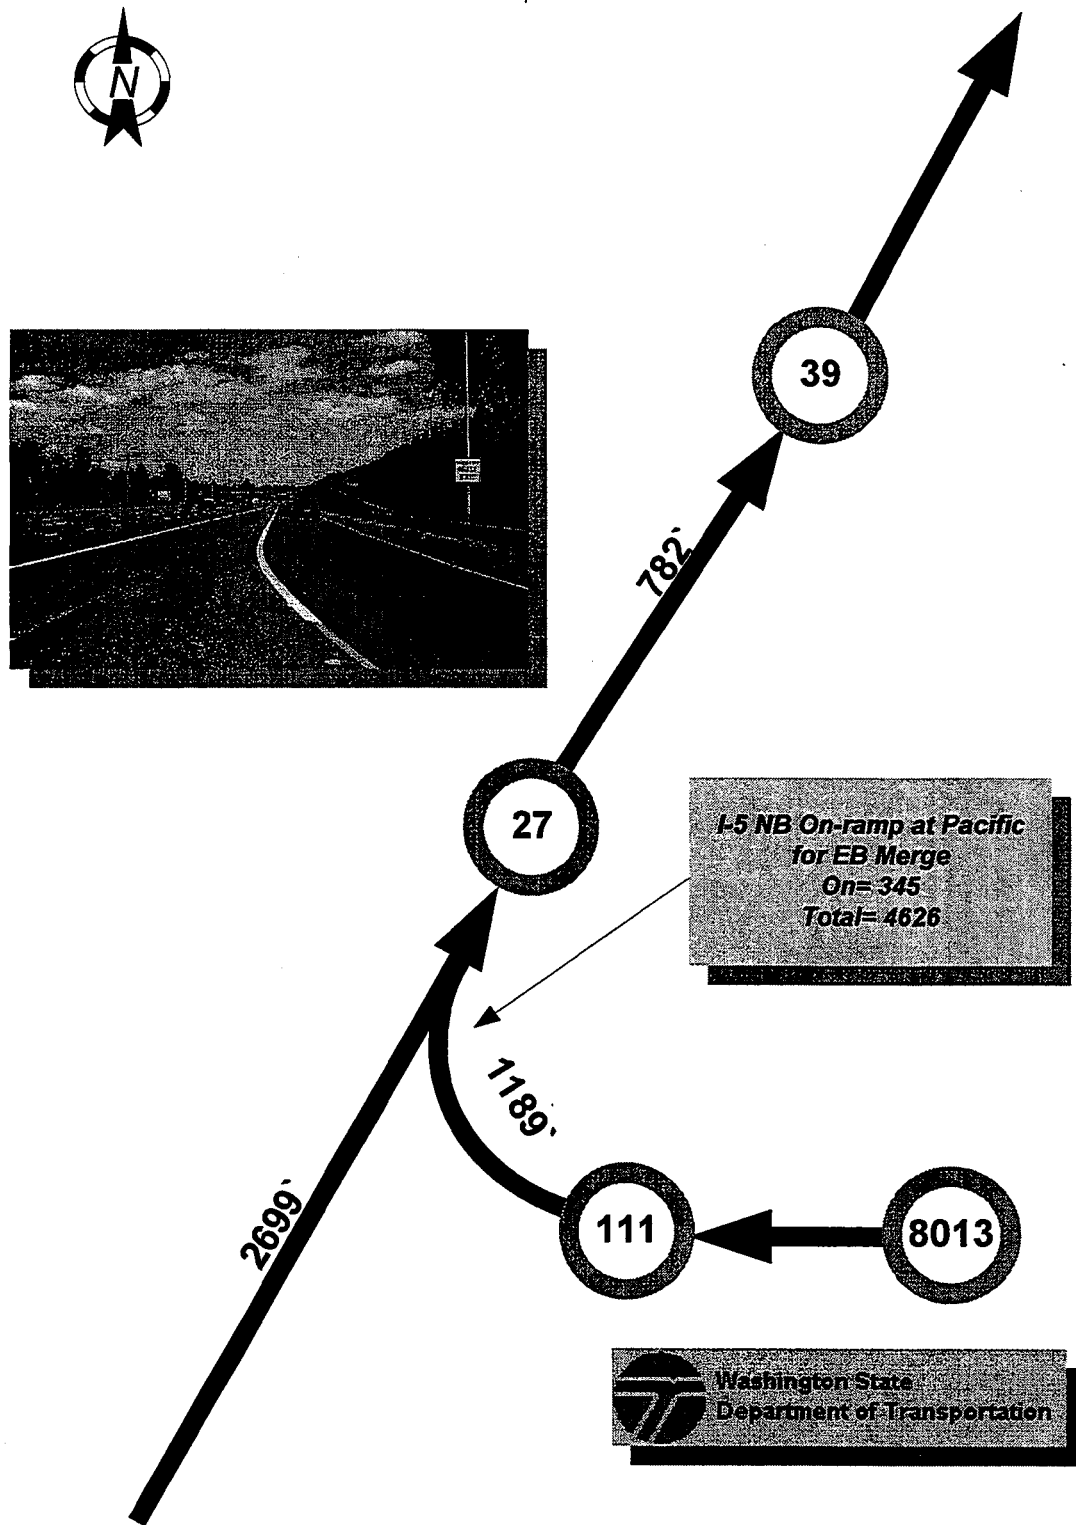 N
39
782`
27
I-5 NB On-ramp at Pacific
for EB Merge
On= 345
Total= 4626
1189`
2699`
111
8013
Washington State
Department of Transportation